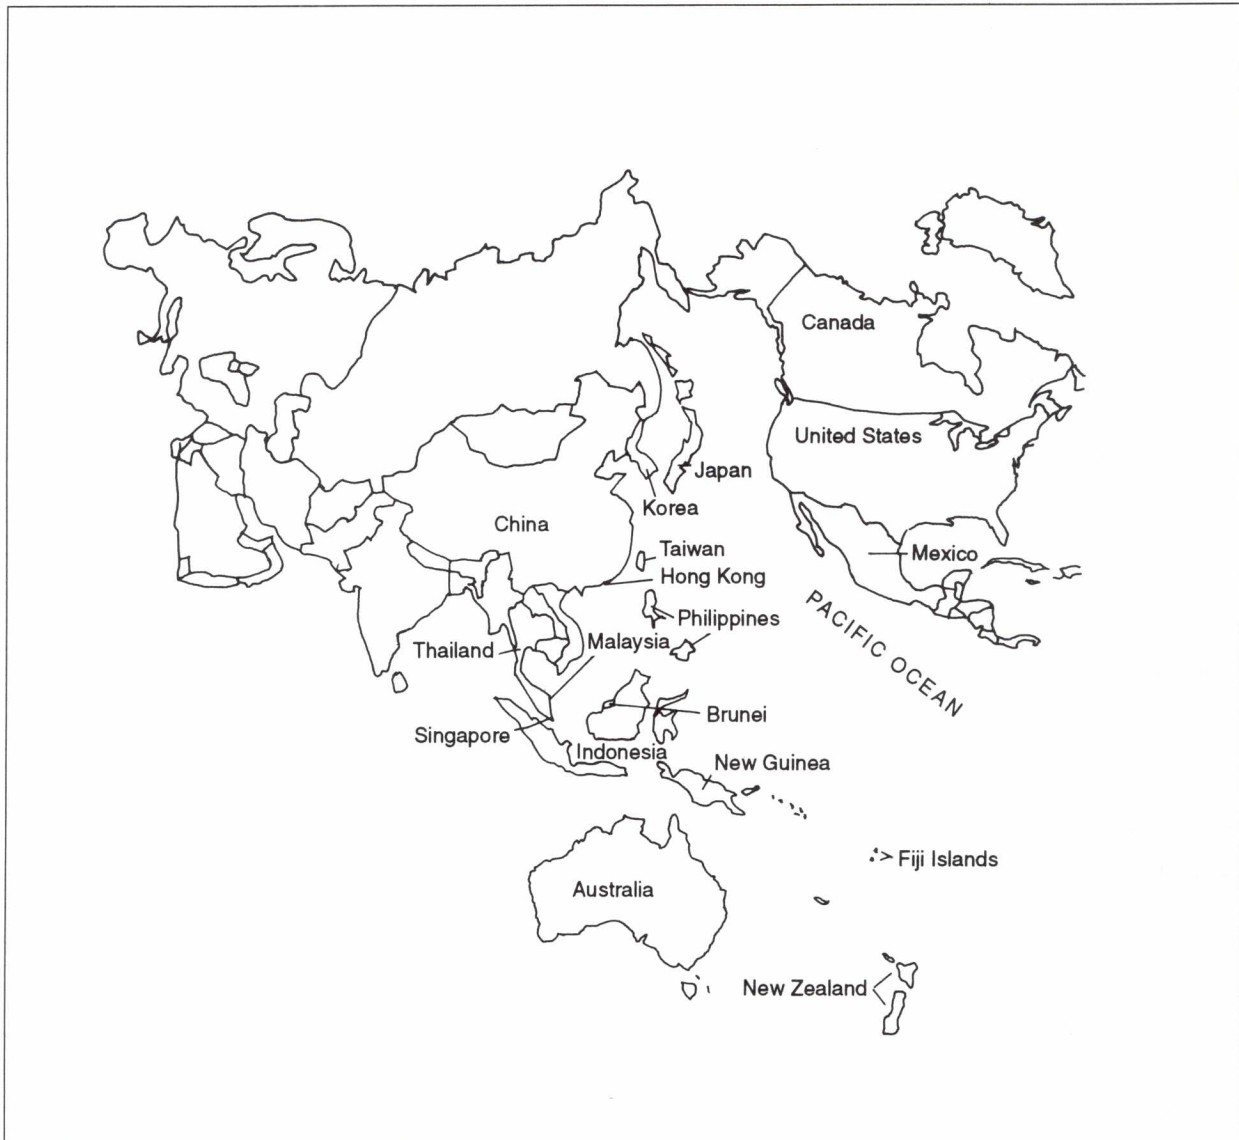 Canada
United States
Japan
Korea
China
Mexico
Taiwan
Hong Kong
PACIFIC OCEAN
Philippines
Malaysia
Thailand
Brunei
Singapore
Indonesia
New Guinea
Fiji Islands
Australia
New Zealand